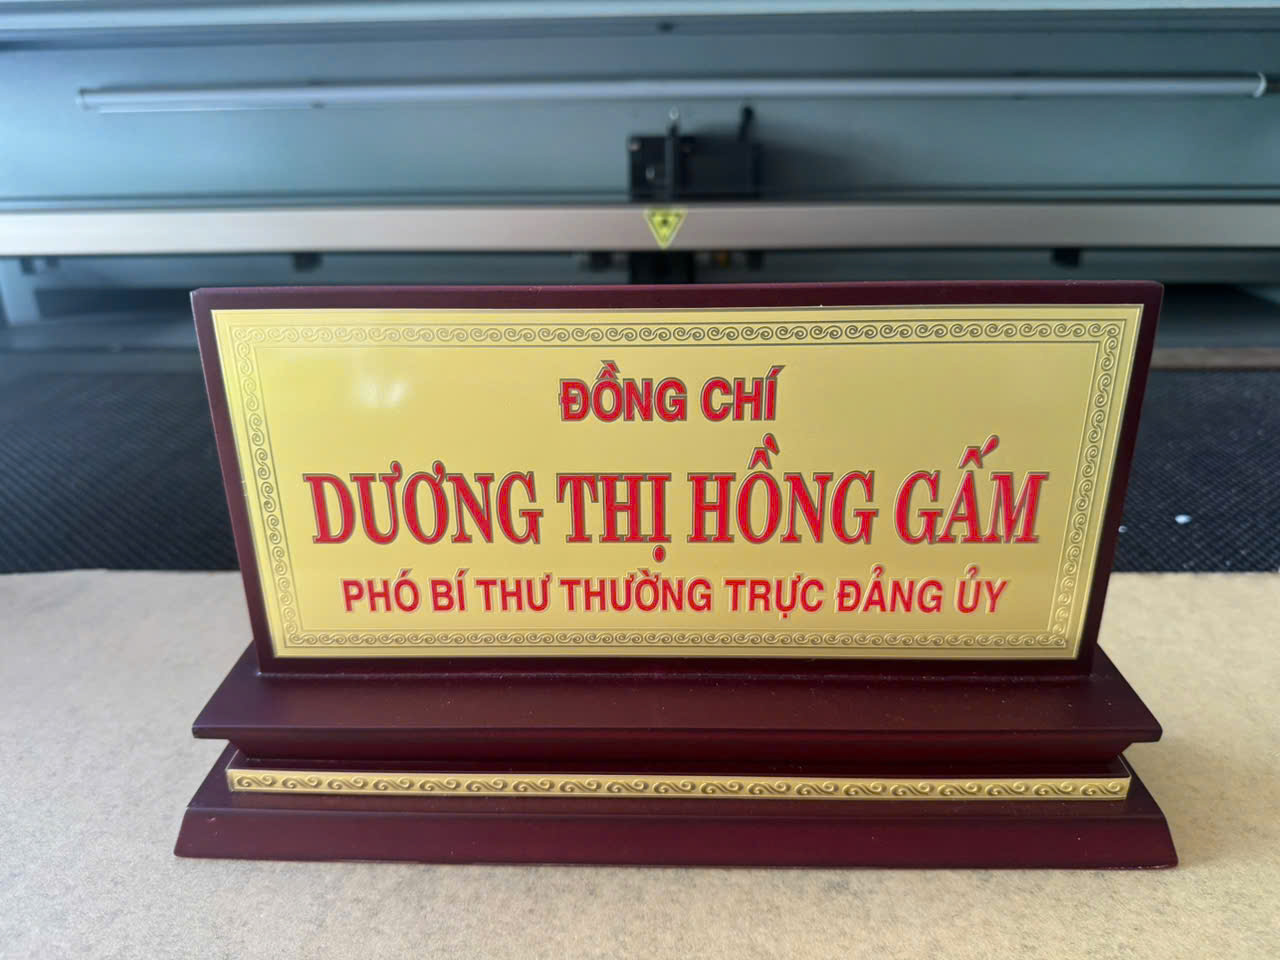 ĐỒNG CHÍ
DƯƠNG THỊ HỒNG GẤM
PHÓ BÍ THƯ THƯỜNG TRỰC ĐẢNG ỦY